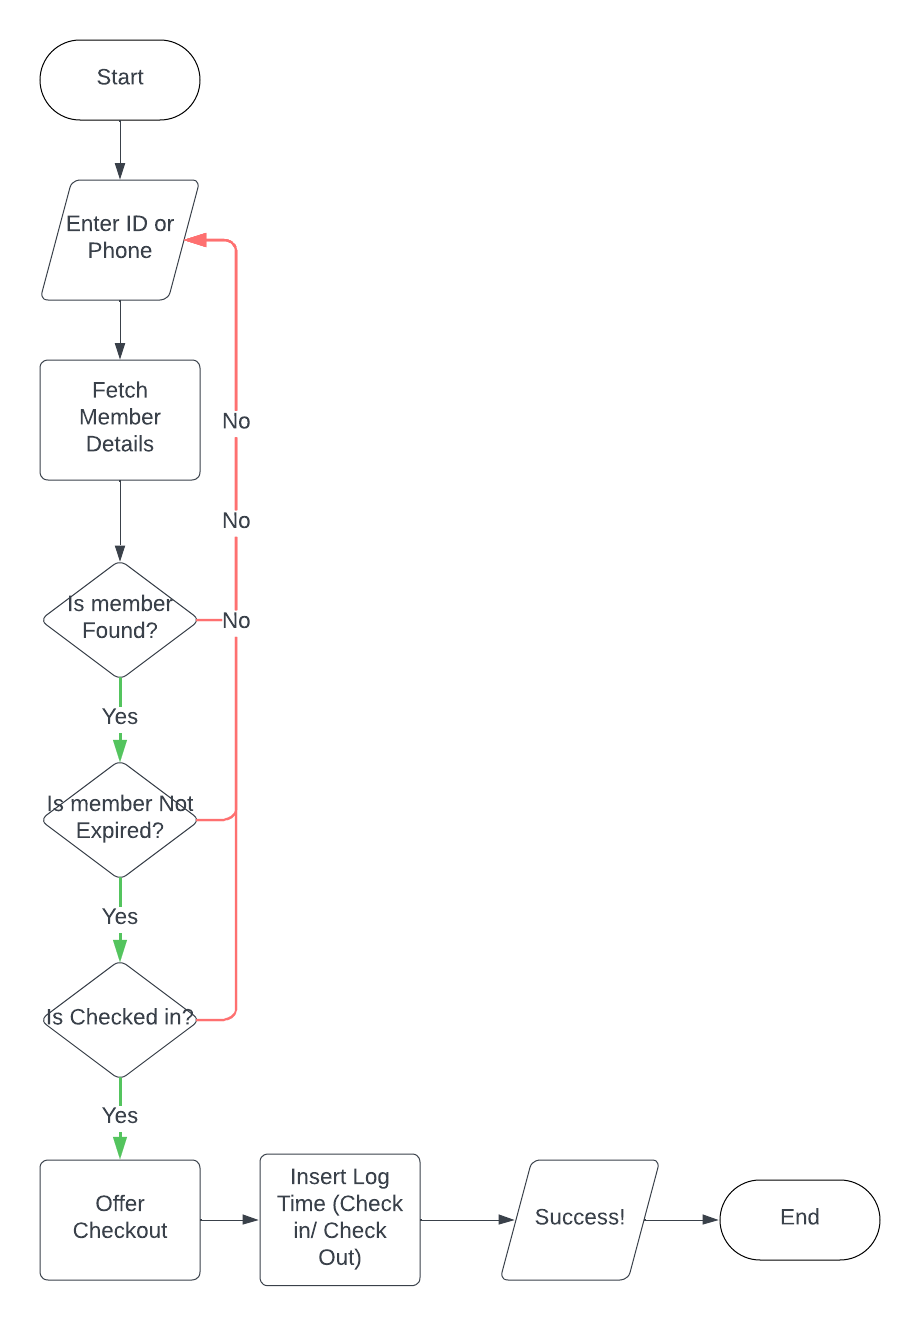 Start
Enter ID or
Phone
Fetch
Member
Details
No
No
Is member
Found?
No
Yes
Is member Not
Expired?
Yes
Is Checked in?
Yes
Offer
Checkout
Insert Log
Time (Check
in/ Check
Out)
Success!
End